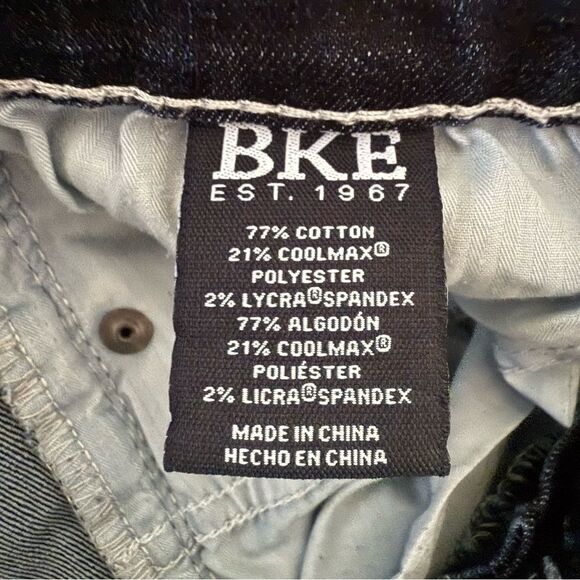 BKE
EST. 1967
77% COTTON
21% COOLMAX®
POLYESTER
2% LYCRA®SPANDEX
77% ALGODÓN
21% COOLMAX®
POLIÉSTER
2% LICRA®SPANDEX
MADE IN CHINA
HECHO EN CHINA